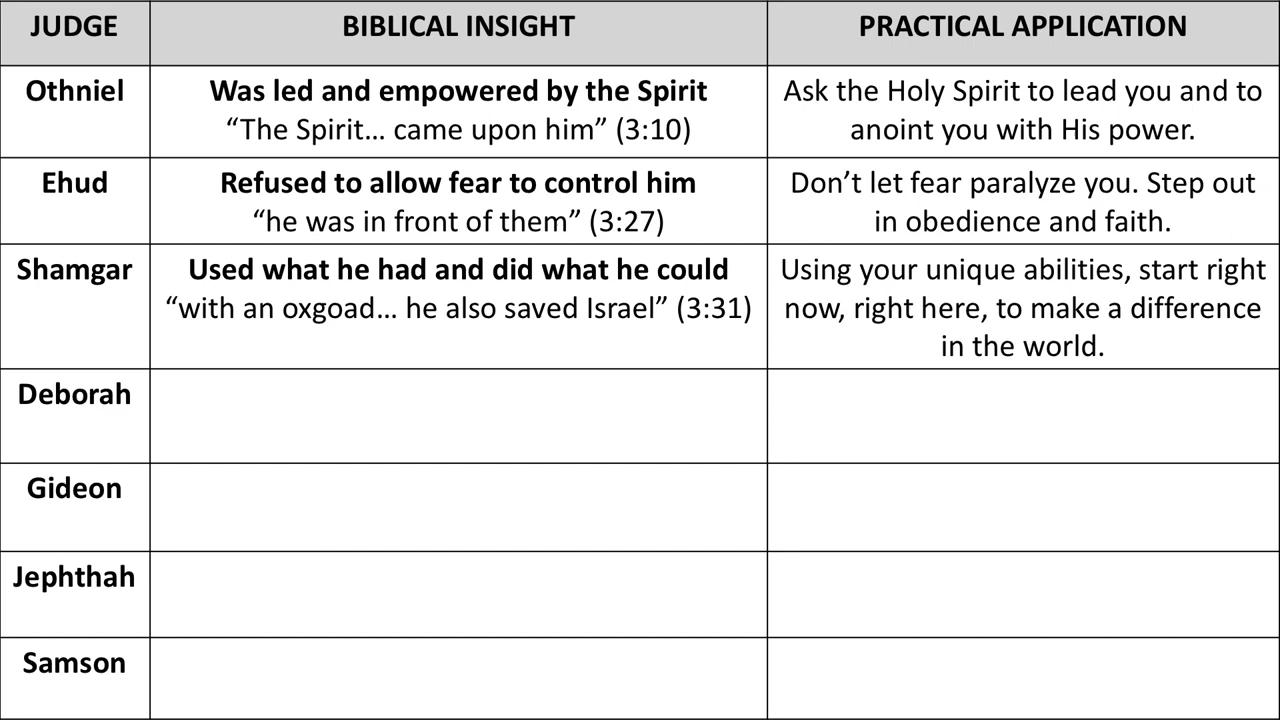 JUDGE
BIBLICAL INSIGHT
PRACTICAL APPLICATION
Othniel
Was led and empowered by the Spirit
“The Spirit… came upon him” (3:10)
Ask the Holy Spirit to lead you and to
anoint you with His power.
Ehud
Refused to allow fear to control him
“he was in front of them” (3:27)
Don’t let fear paralyze you. Step out
in obedience and faith.
Shamgar
Used what he had and did what he could
“with an oxgoad… he also saved Israel” (3:31)
Using your unique abilities, start right
now, right here, to make a difference
in the world.
Deborah
Gideon
Jephthah
Samson